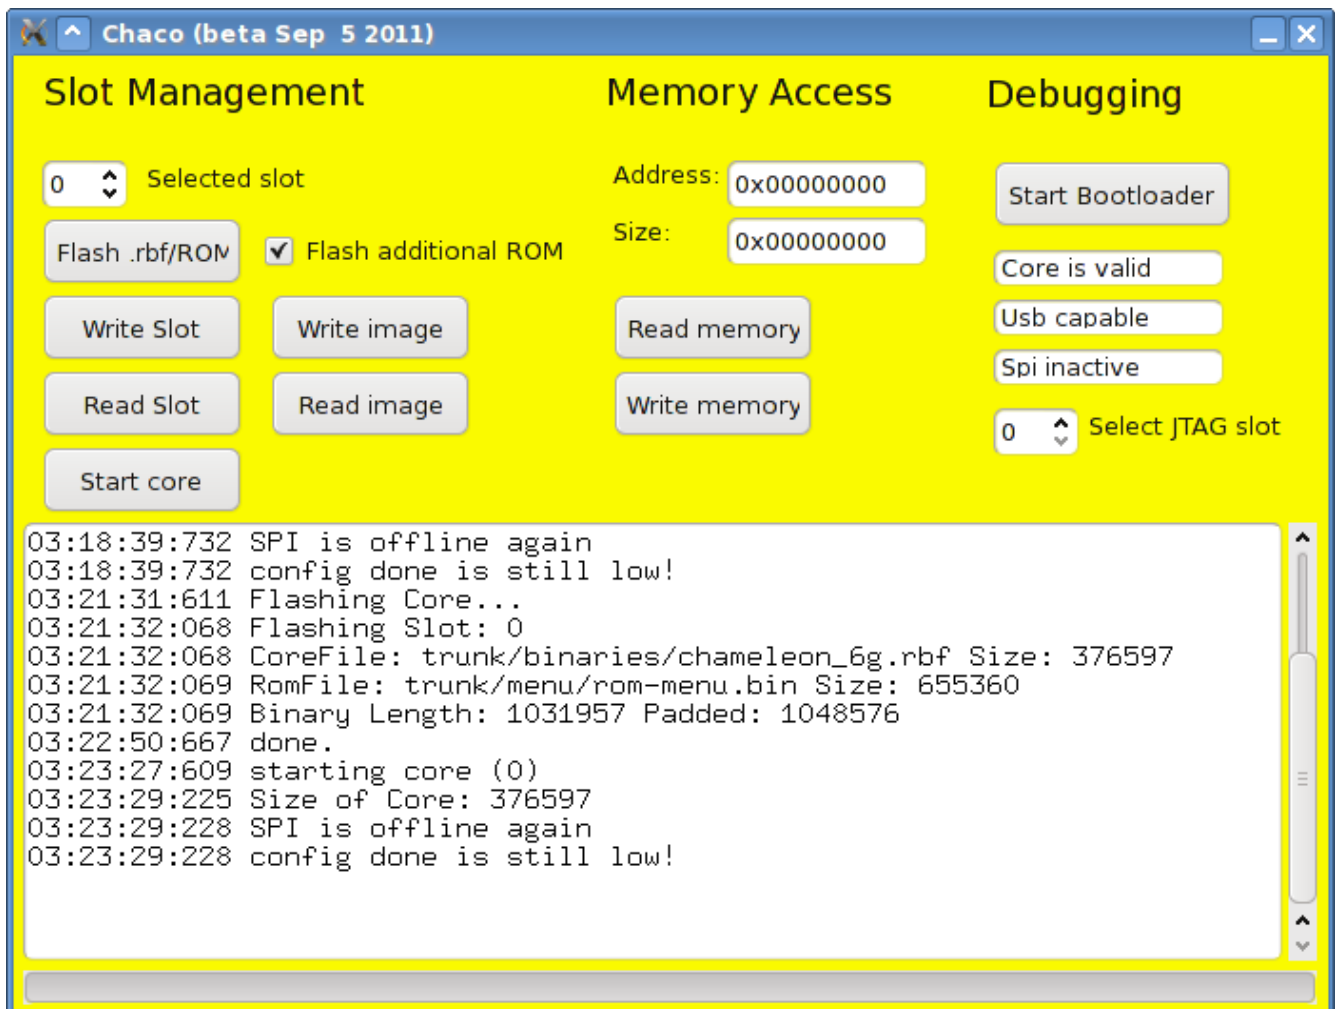 Chaco (beta Sep  5 2011)
Slot Management
Memory Access
Debugging
0 Selected slot
Address: 0x00000000
Start Bootloader
Flash .rbf/ROM
Flash additional ROM
Size: 0x00000000
Core is valid
Usb capable
Spi inactive
Write Slot
Write image
Read memory
Read Slot
Read image
Write memory
0 Select JTAG slot
Start core
03:18:39:732 SPI is offline again
03:18:39:732 config done is still low!
03:21:31:611 Flashing Core...
03:21:32:068 Flashing Slot: 0
03:21:32:068 CoreFile: trunk/binaries/chameleon_6g.rbf Size: 376597
03:21:32:069 RomFile: trunk/menu/rom-menu.bin Size: 655360
03:21:32:069 Binary Length: 1031957 Padded: 1048576
03:22:50:667 done.
03:23:27:609 starting core (0)
03:23:29:225 Size of Core: 376597
03:23:29:228 SPI is offline again
03:23:29:228 config done is still low!